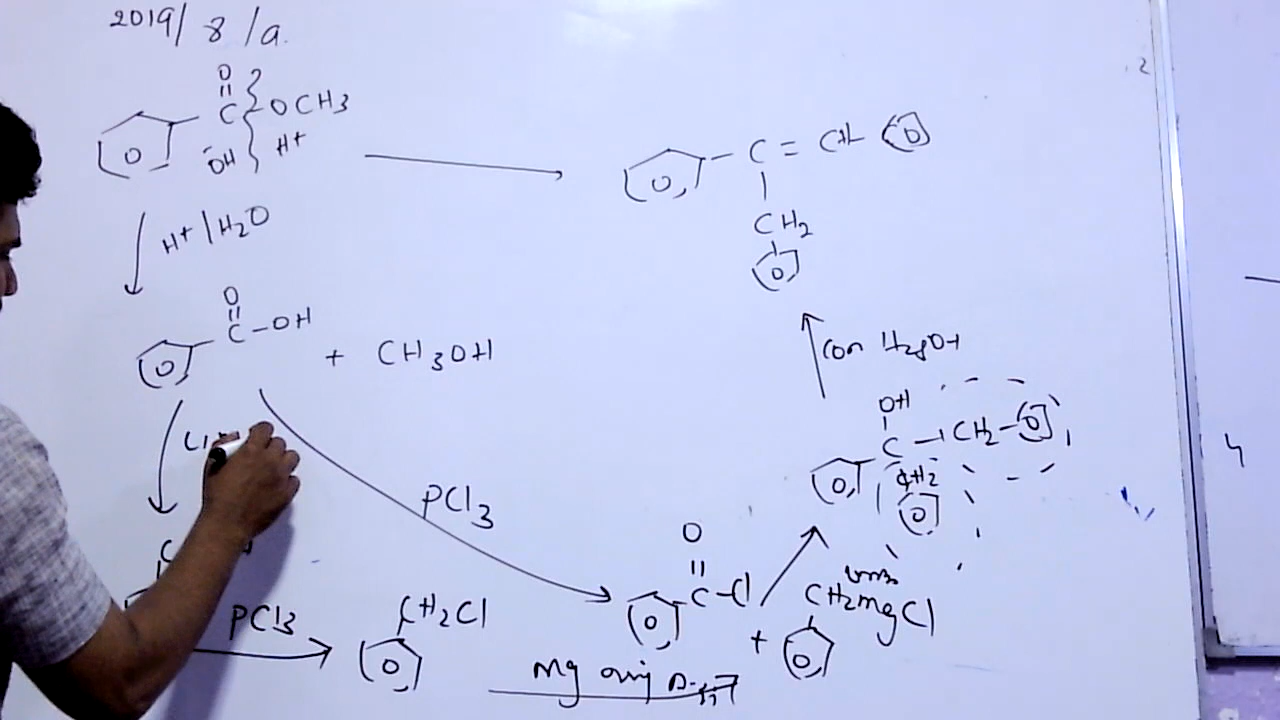 2019/ 8 /a.
O
C OCH3
OH H+
H+/H2O
C = CH
CH2
O
C-OH + CH3OH
Con
OH
C CH2
CH2
PCl3
O
C-Cl + CH2MgCl
PCl3
CH2Cl
Mg